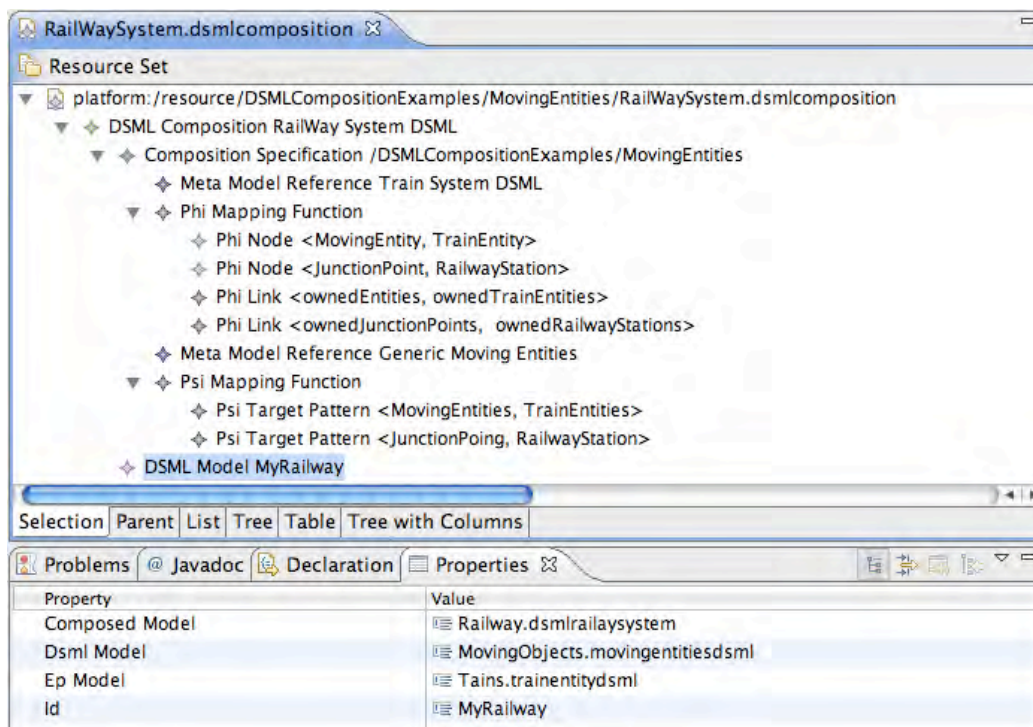 RailWaySystem.dsmlcomposition
Resource Set
platform:/resource/DSMLCompositionExamples/MovingEntities/RailWaySystem.dsmlcomposition
DSML Composition RailWay System DSML
Composition Specification /DSMLCompositionExamples/MovingEntities
Meta Model Reference Train System DSML
Phi Mapping Function
Phi Node <MovingEntity, TrainEntity>
Phi Node <JunctionPoint, RailwayStation>
Phi Link <ownedEntities, ownedTrainEntities>
Phi Link <ownedJunctionPoints, ownedRailwayStations>
Meta Model Reference Generic Moving Entities
Psi Mapping Function
Psi Target Pattern <MovingEntities, TrainEntities>
Psi Target Pattern <JunctionPoing, RailwayStation>
DSML Model MyRailway
Selection Parent List Tree Table Tree with Columns
Problems @ Javadoc Declaration Properties
Property Value
Composed Model Railway.dsmlrailaysystem
Dsml Model MovingObjects.movingentitiesdsml
Ep Model Tains.trainentitydsml
Id MyRailway